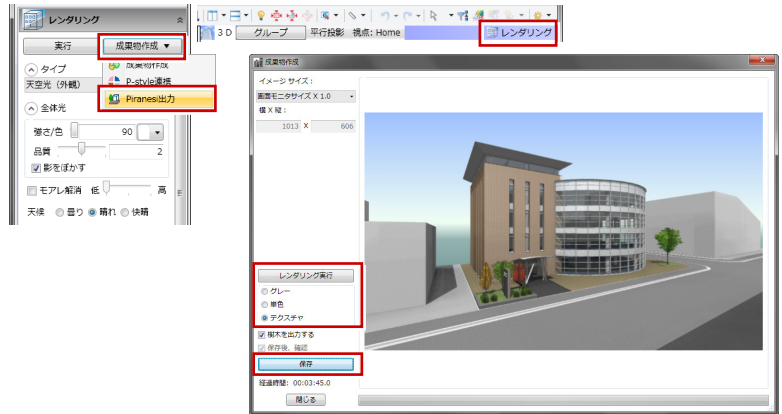 レンダリング
実行
成果物作成 ▼
成果物作成
P-style連携
Piranesi出力
タイプ
天空光（外観）
全体光
強さ/色
90
品質
2
影をぼかす
モアレ解消 低 高
天候 曇り 晴れ 快晴
3 D グループ 平行投影 視点: Home
レンダリング
成果物作成
イメージ サイズ：
画面モニタサイズ X 1.0
横 X 縦：
1013 X 606
レンダリング実行
グレー
単色
テクスチャ
樹木を出力する
保存後、確認
保存
経過時間: 00:03:45.0
閉じる